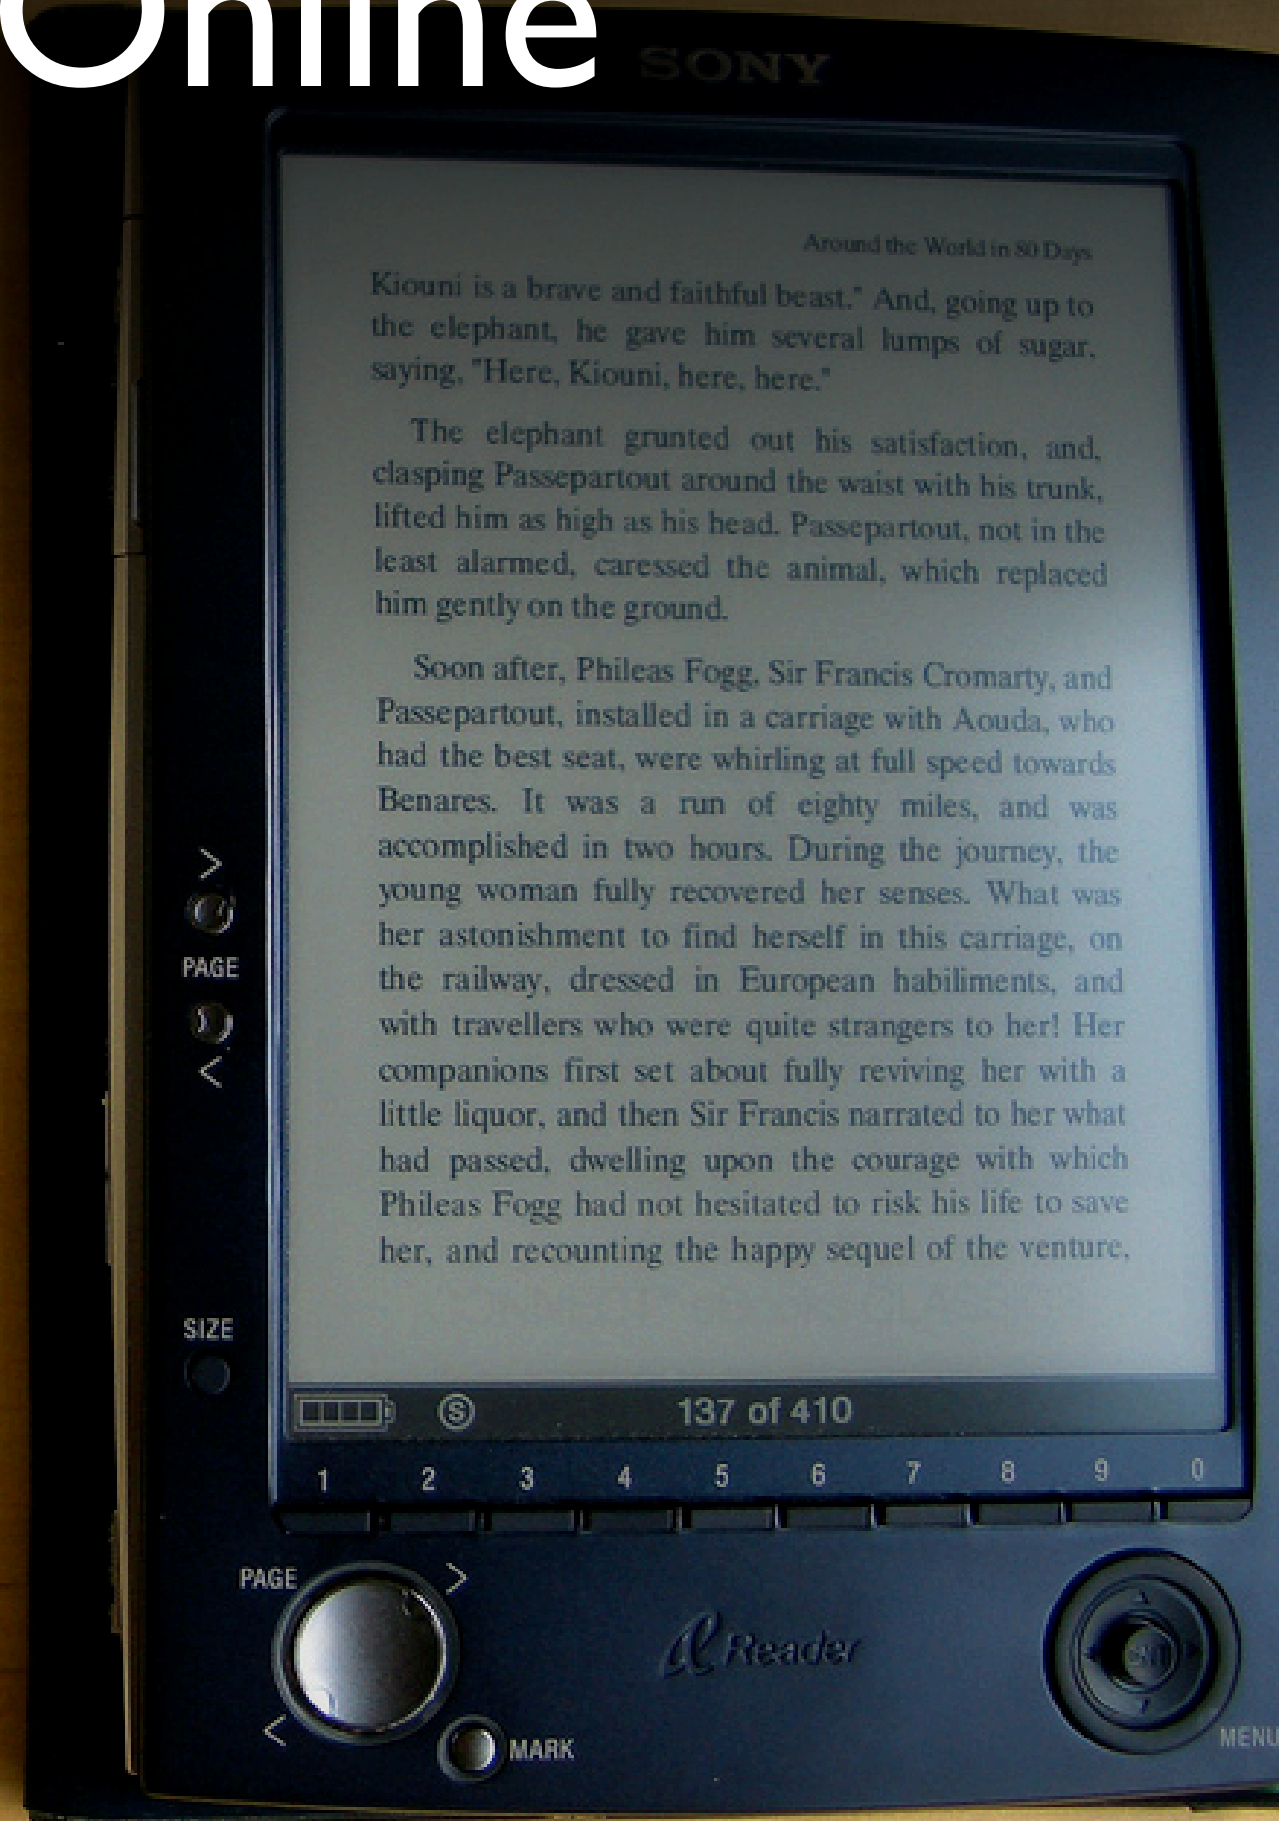 Online
SONY
Around the World in 80 Days
Kiouni is a brave and faithful beast." And, going up to
the elephant, he gave him several lumps of sugar,
saying, "Here, Kiouni, here, here."
The elephant grunted out his satisfaction, and,
clasping Passepartout around the waist with his trunk,
lifted him as high as his head. Passepartout, not in the
least alarmed, caressed the animal, which replaced
him gently on the ground.
Soon after, Phileas Fogg, Sir Francis Cromarty, and
Passepartout, installed in a carriage with Aouda, who
had the best seat, were whirling at full speed towards
Benares. It was a run of eighty miles, and was
accomplished in two hours. During the journey, the
young woman fully recovered her senses. What was
her astonishment to find herself in this carriage, on
the railway, dressed in European habiliments, and
with travellers who were quite strangers to her! Her
companions first set about fully reviving her with a
little liquor, and then Sir Francis narrated to her what
had passed, dwelling upon the courage with which
Phileas Fogg had not hesitated to risk his life to save
her, and recounting the happy sequel of the venture,
>
PAGE
<
SIZE
S 137 of 410
1 2 3 4 5 6 7 8 9 0
PAGE >
Reader
<
MARK
MENU